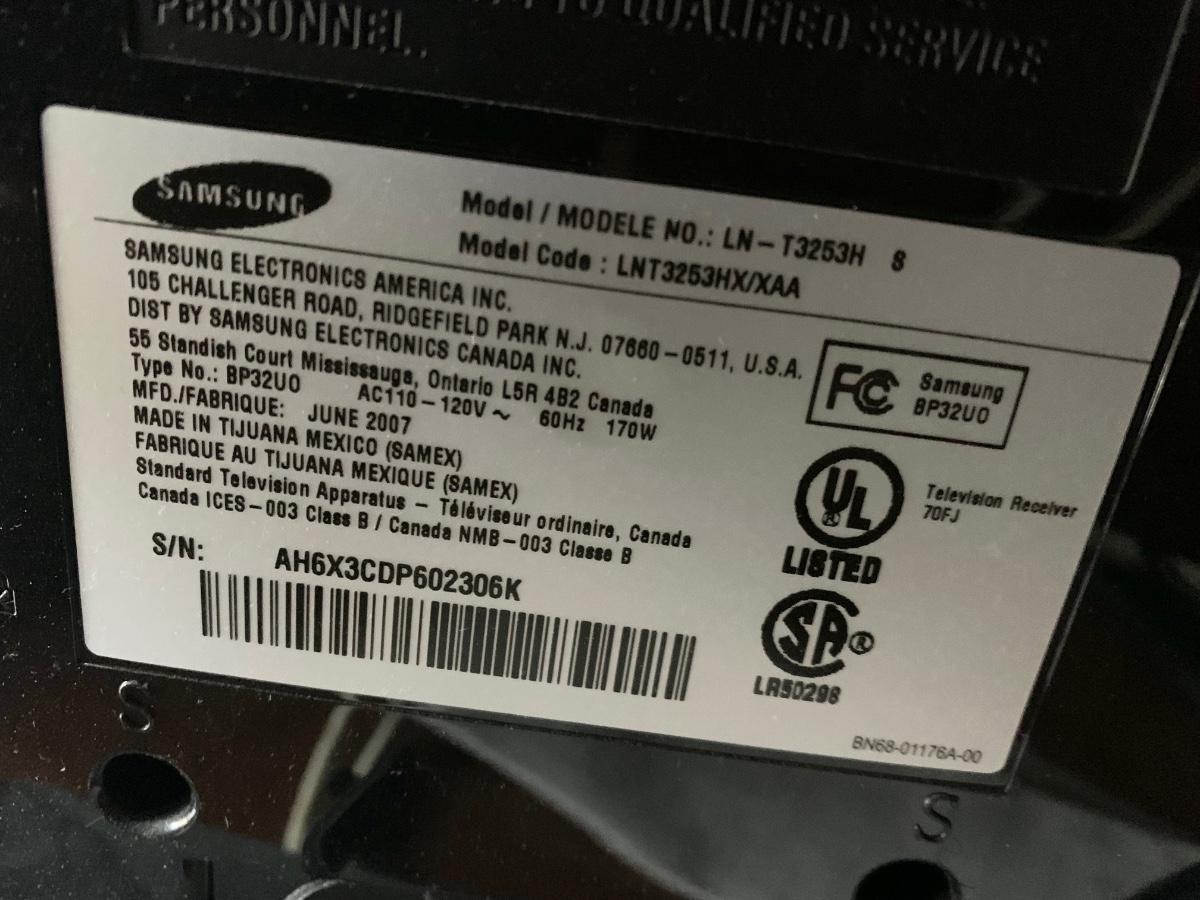 TO QUALIFIED SERVICE
PERSONNEL.
SAMSUNG
Model / MODELE NO.: LN-T3253H S
Model Code : LNT3253HX/XAA
SAMSUNG ELECTRONICS AMERICA INC.
105 CHALLENGER ROAD, RIDGEFIELD PARK N.J. 07660-0511, U.S.A.
DIST BY SAMSUNG ELECTRONICS CANADA INC.
55 Standish Court Mississauga, Ontario L5R 4B2 Canada
Type No.: BP32UO AC110-120V ~ 60Hz 170W
MFD./FABRIQUE: JUNE 2007
MADE IN TIJUANA MEXICO (SAMEX)
FABRIQUE AU TIJUANA MEXIQUE (SAMEX)
Standard Television Apparatus - Téléviseur ordinaire, Canada
Canada ICES-003 Class B / Canada NMB-003 Classe B
S/N: AH6X3CDP602306K
FC Samsung
BP32UO
UL ® Television Receiver
70FJ
LISTED
SA ®
LR50298
BN68-01176A-00
S
S